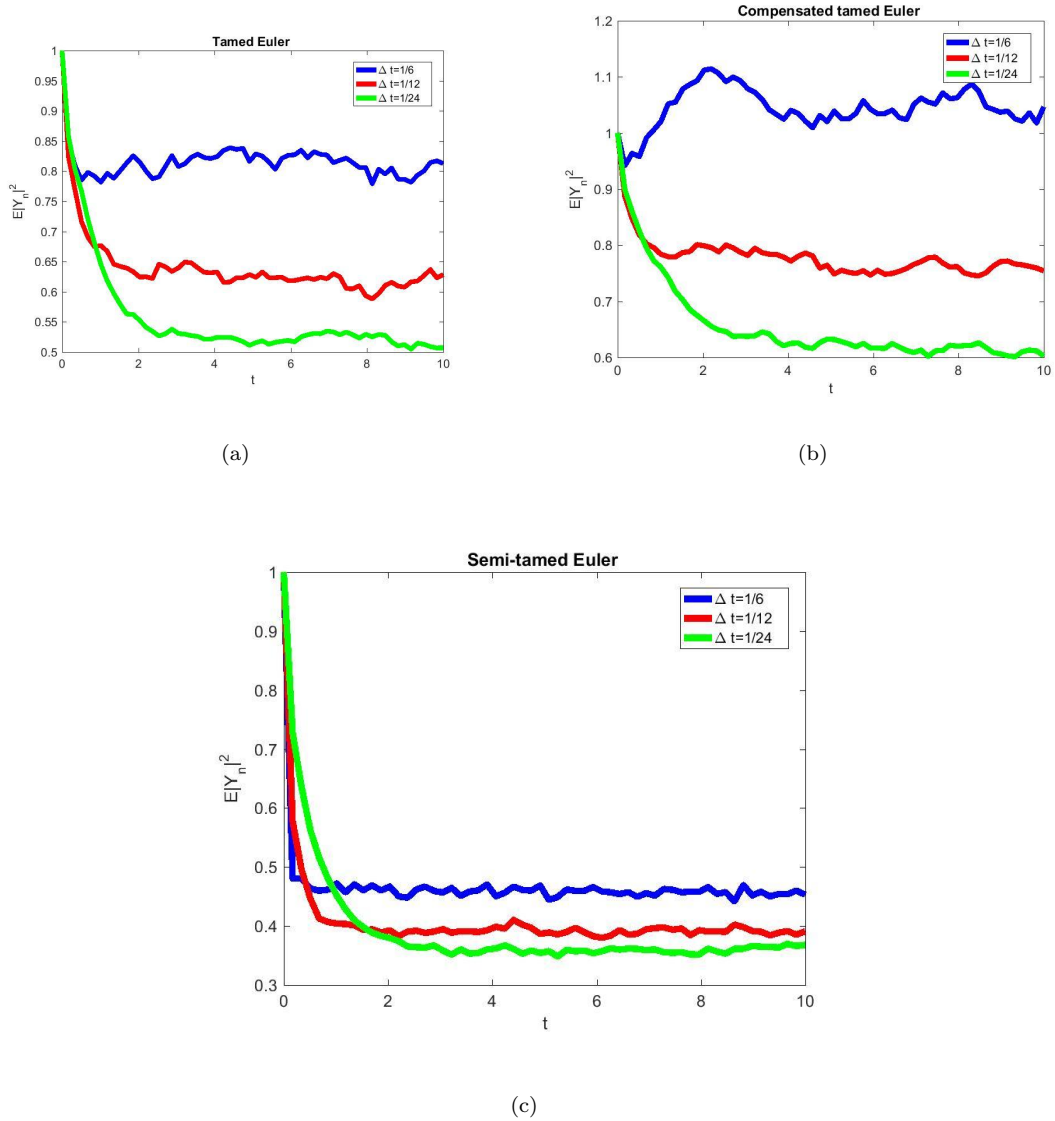 Tamed Euler
Δ t=1/6
Δ t=1/12
Δ t=1/24
1
0.95
0.9
0.85
0.8
0.75
0.7
0.65
0.6
0.55
0.5
E|Y_n|^2
0 2 4 6 8 10
t
(a)
Compensated tamed Euler
Δ t=1/6
Δ t=1/12
Δ t=1/24
1.2
1.1
1
0.9
0.8
0.7
0.6
E|Y_n|^2
0 2 4 6 8 10
t
(b)
Semi-tamed Euler
Δ t=1/6
Δ t=1/12
Δ t=1/24
1
0.9
0.8
0.7
0.6
0.5
0.4
0.3
E|Y_n|^2
0 2 4 6 8 10
t
(c)